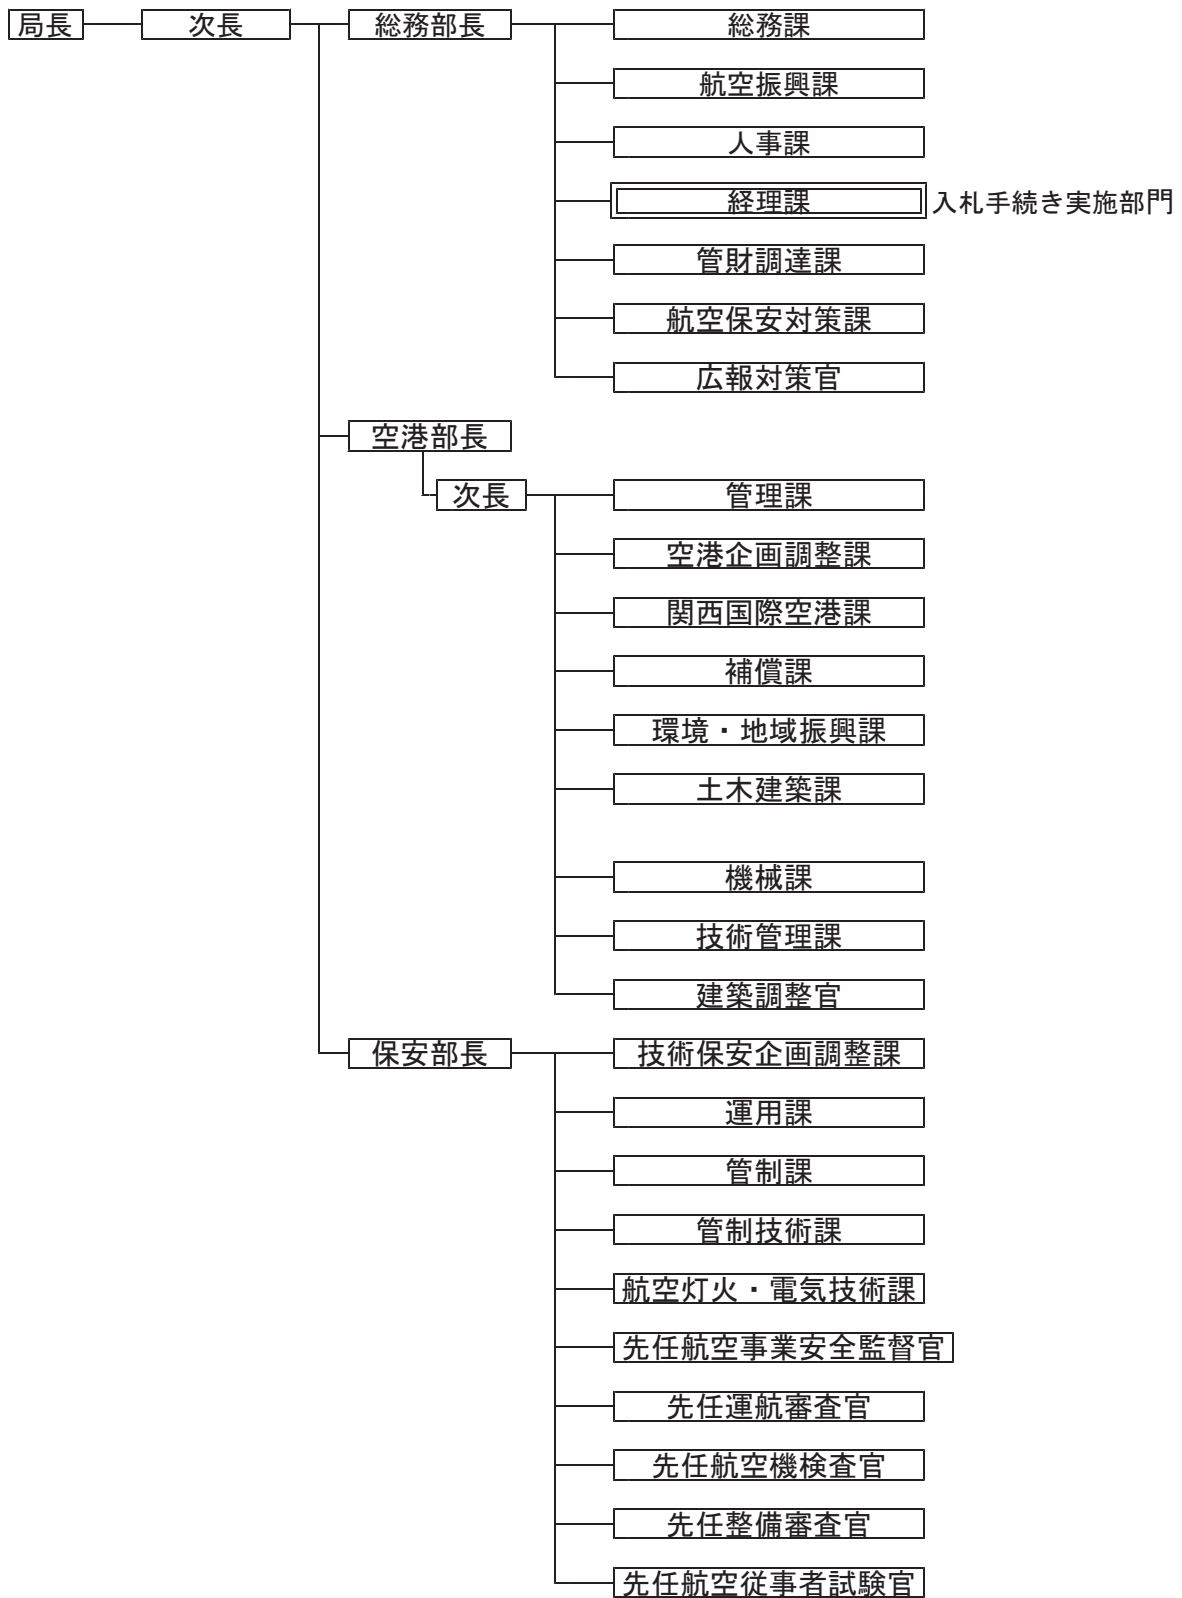 局長 次長 総務部長 総務課
航空振興課
人事課
経理課 入札手続き実施部門
管財調達課
航空保安対策課
広報対策官
空港部長
次長 管理課
空港企画調整課
関西国際空港課
補償課
環境・地域振興課
土木建築課
機械課
技術管理課
建築調整官
保安部長 技術保安企画調整課
運用課
管制課
管制技術課
航空灯火・電気技術課
先任航空事業安全監督官
先任運航審査官
先任航空機検査官
先任整備審査官
先任航空従事者試験官